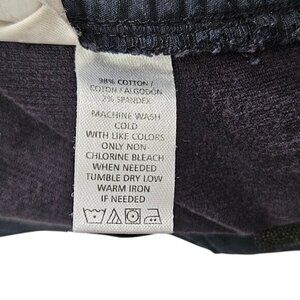 98% COTTON /
COTON / ALGODÓN
2% SPANDEX
MACHINE WASH
COLD
WITH LIKE COLORS
ONLY NON-
CHLORINE BLEACH
WHEN NEEDED
TUMBLE DRY LOW
WARM IRON
IF NEEDED